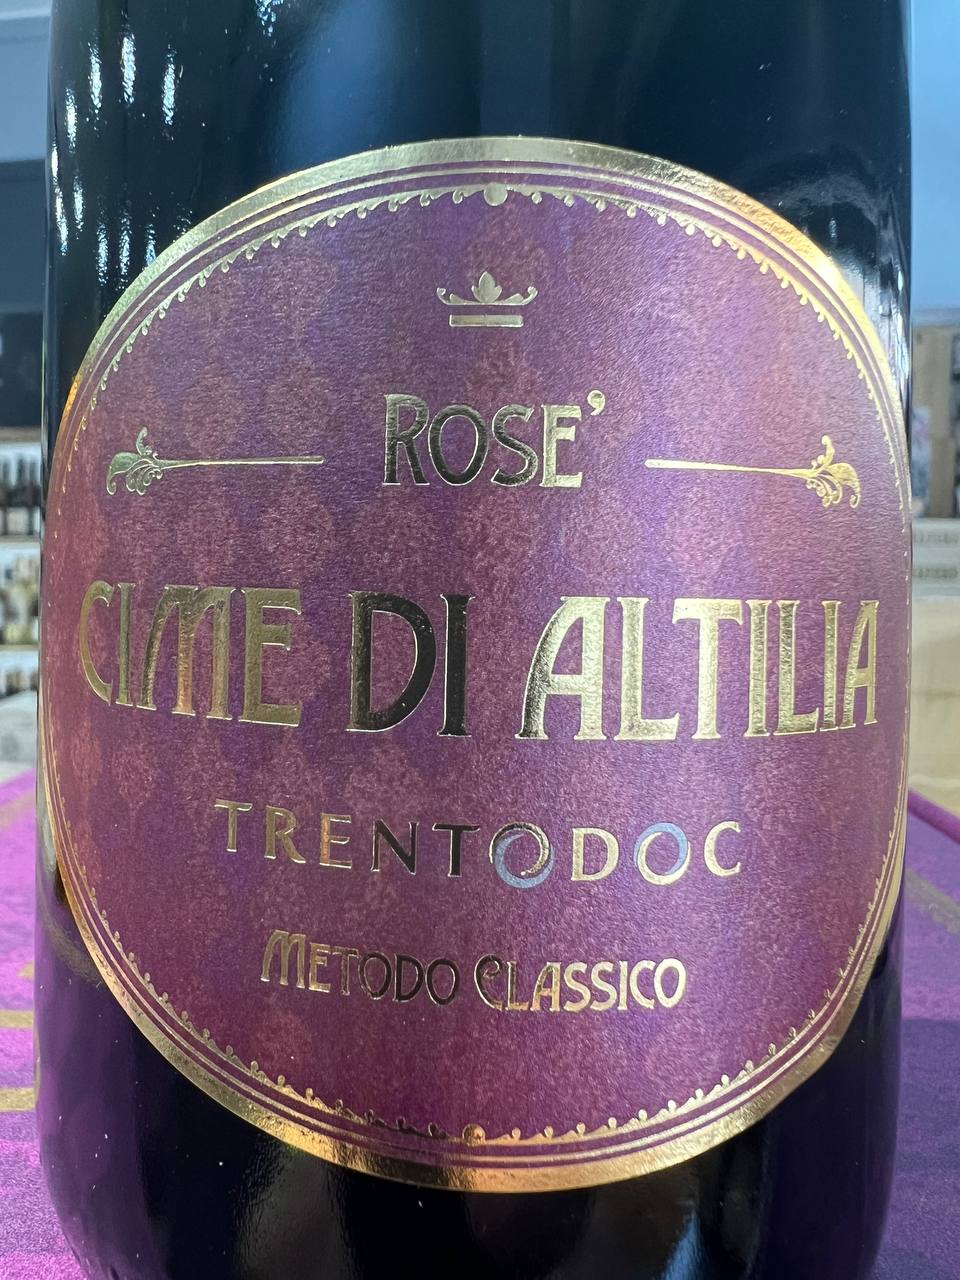 ROSE'
CIME DI ALTILIA
TRENTODOC
METODO CLASSICO